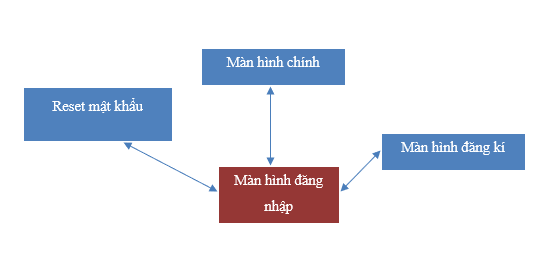 Màn hình chính
Reset mật khẩu
Màn hình đăng kí
Màn hình đăng
nhập